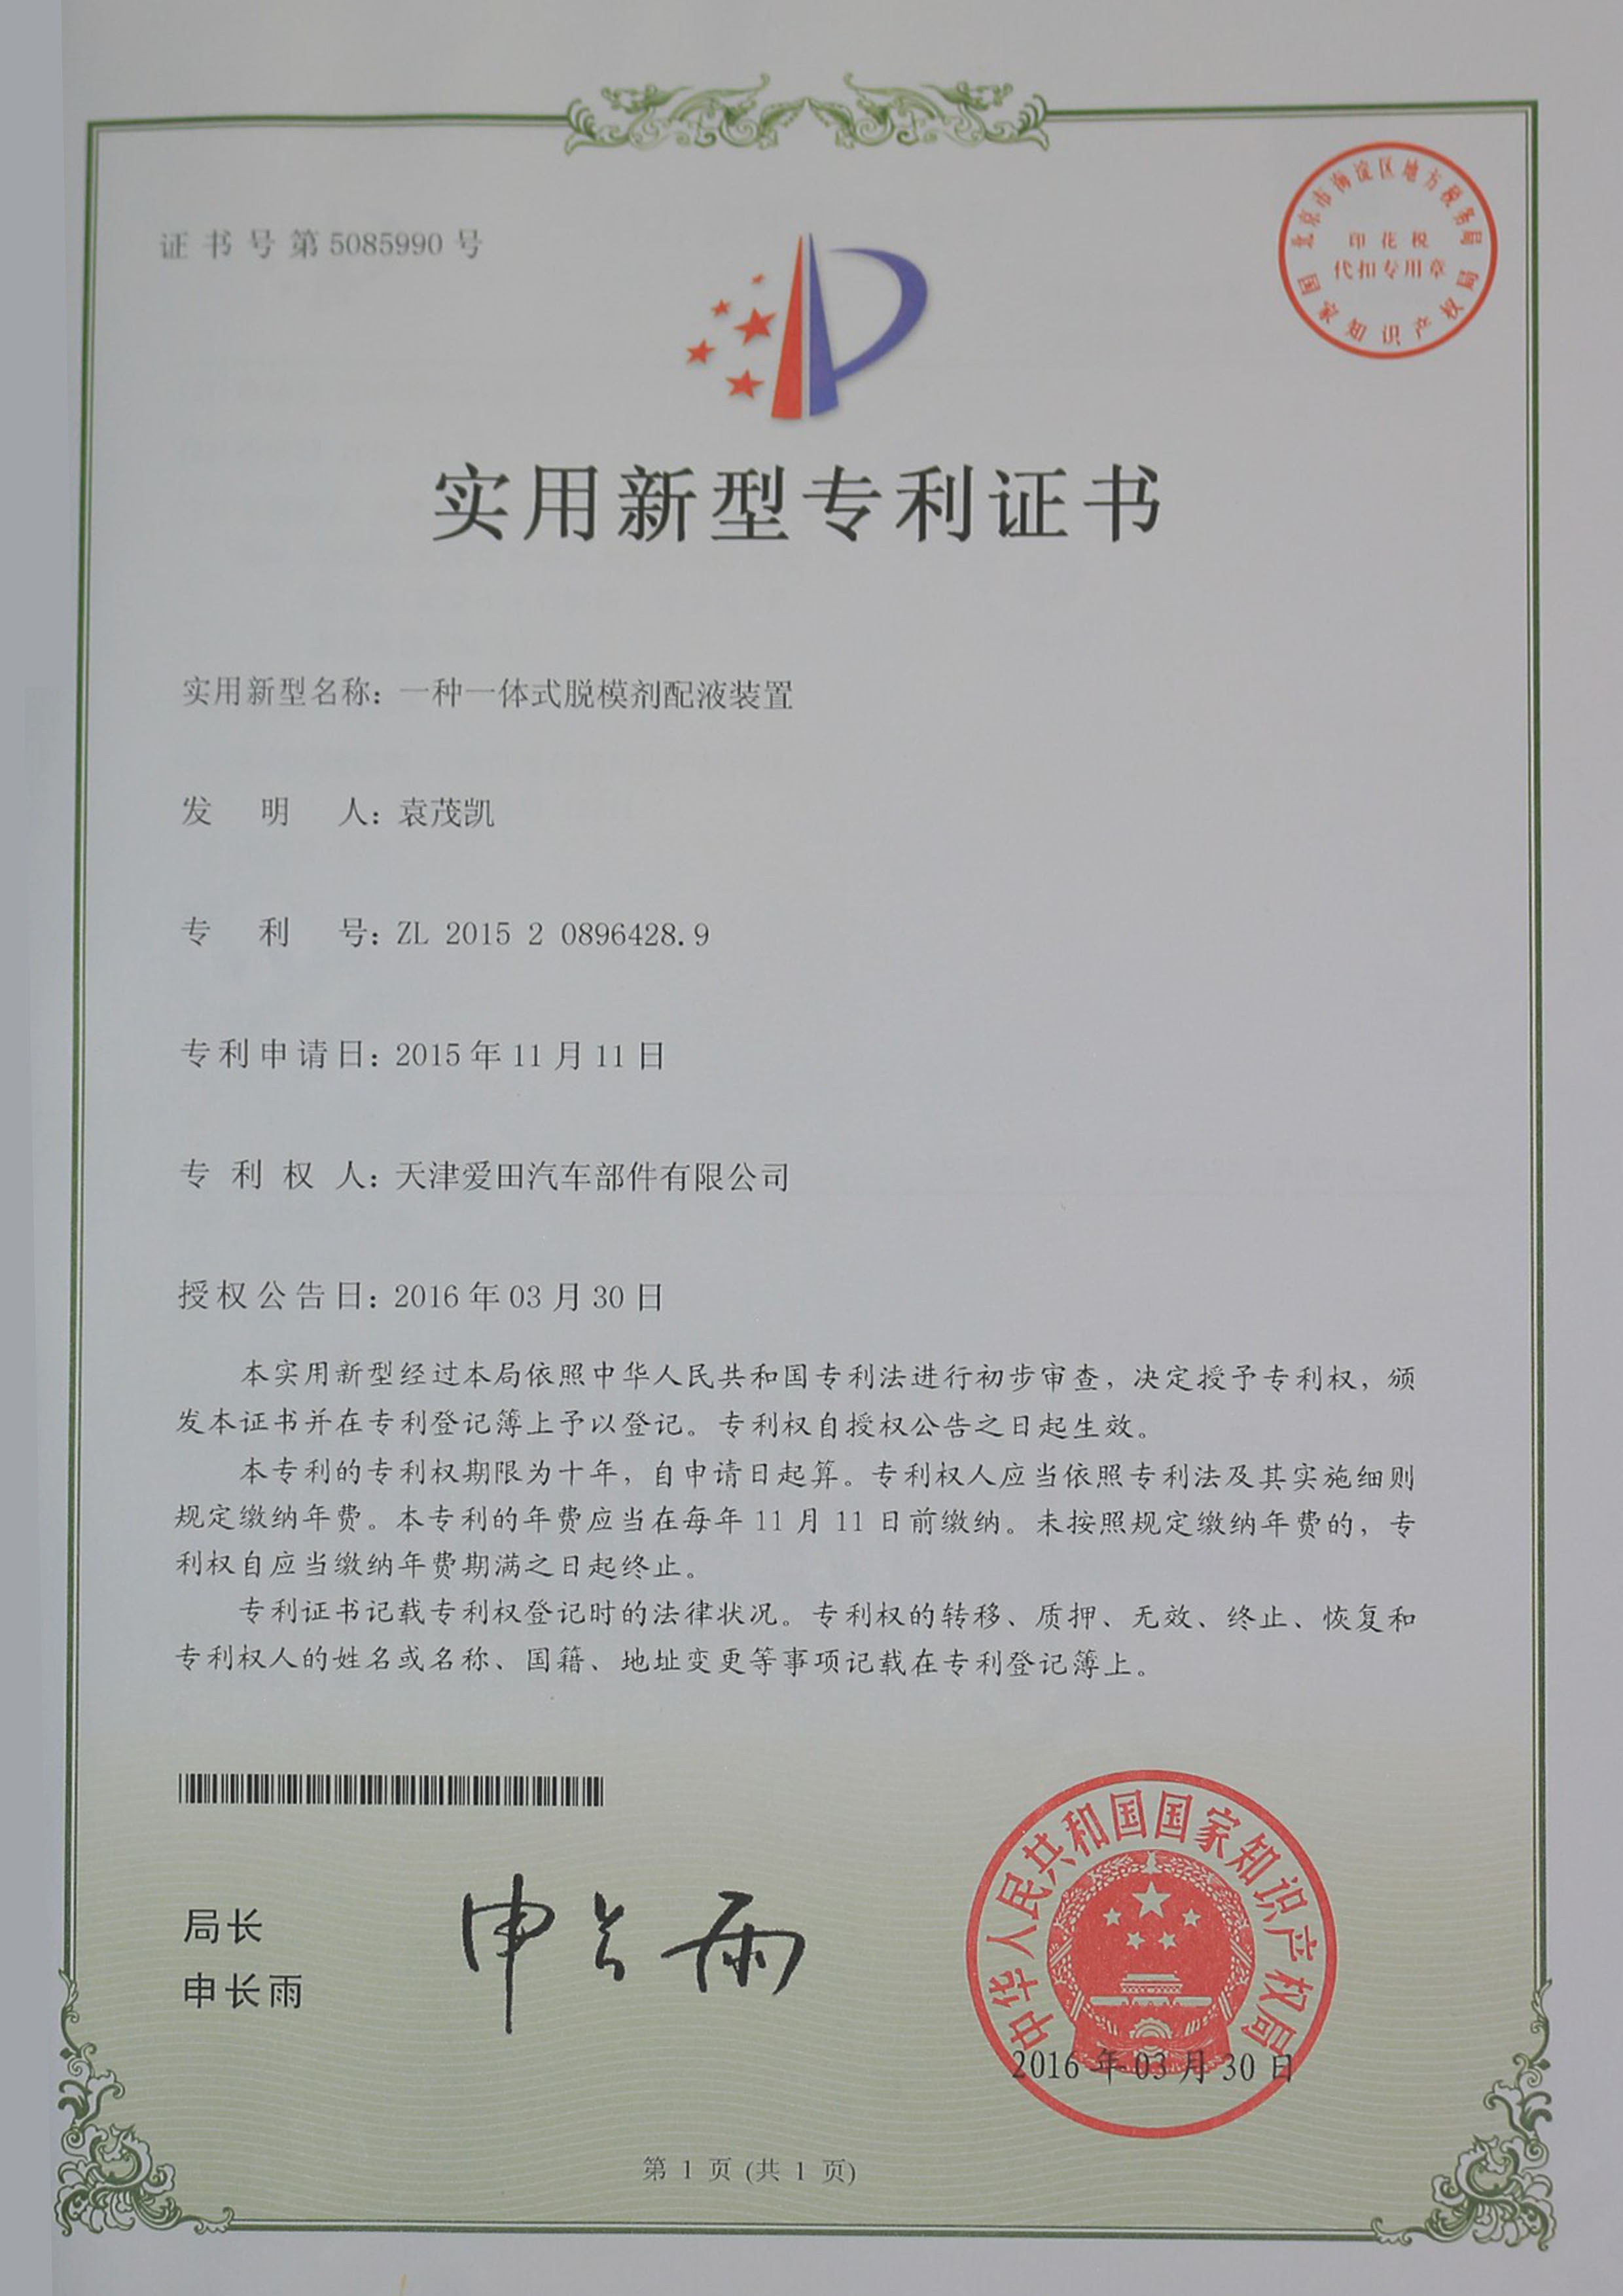 证书号第5085990号
北京市海淀区地方税务局
印花税
代扣专用章
国家知识产权局
实用新型专利证书
实用新型名称：一种一体式脱模剂配液装置
发明人：袁茂凯
专利号：ZL 2015 2 0896428.9
专利申请日：2015年11月11日
专利权人：天津爱田汽车部件有限公司
授权公告日：2016年03月30日
本实用新型经过本局依照中华人民共和国专利法进行初步审查，决定授予专利权，颁
发本证书并在专利登记簿上予以登记。专利权自授权公告之日起生效。
本专利的专利权期限为十年，自申请日起算。专利权人应当依照专利法及其实施细则
规定缴纳年费。本专利的年费应当在每年11月11日前缴纳。未按照规定缴纳年费的，专
利权自应当缴纳年费期满之日起终止。
专利证书记载专利权登记时的法律状况。专利权的转移、质押、无效、终止、恢复和
专利权人的姓名或名称、国籍、地址变更等事项记载在专利登记簿上。
局长
申长雨
申长雨
中华人民共和国国家知识产权局
2016年03月30日
第 1 页 (共 1 页)